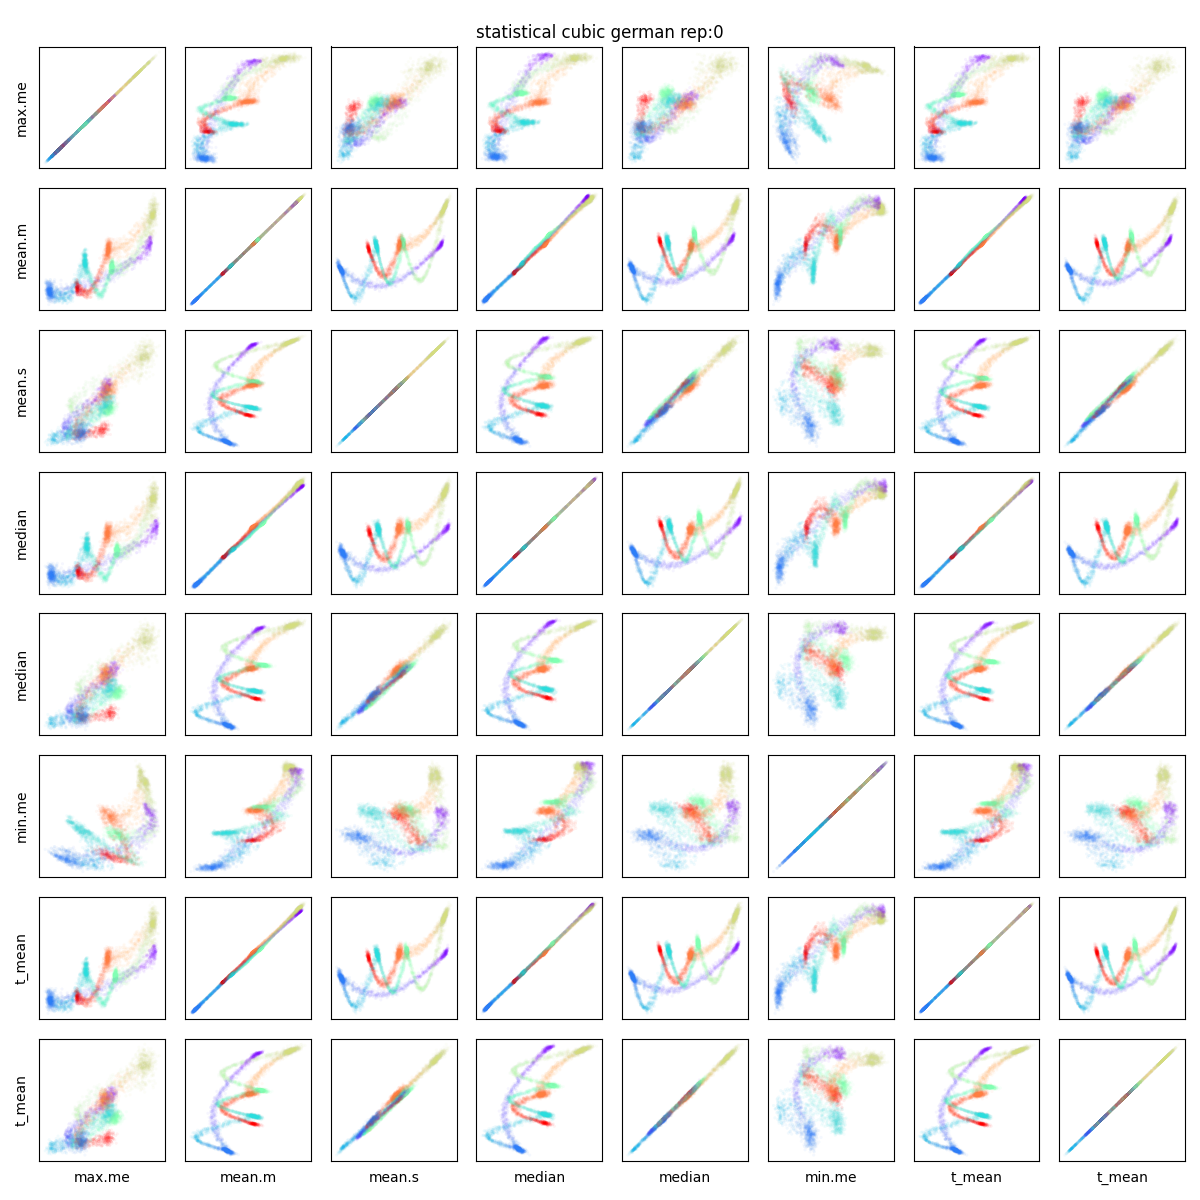 statistical cubic german rep:0
max.me
mean.m
mean.s
median
median
min.me
t_mean
t_mean
max.me mean.m mean.s median median min.me t_mean t_mean